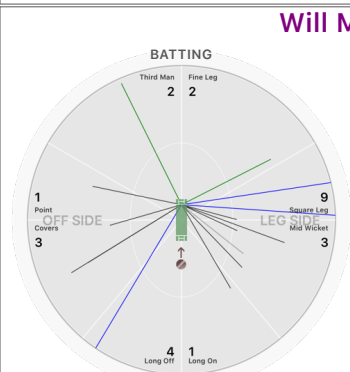 Will M
BATTING
Third Man
2
Fine Leg
2
1
Point
OFF SIDE
Covers
3
9
Square Leg
LEG SIDE
Mid Wicket
3
4
Long Off
1
Long On